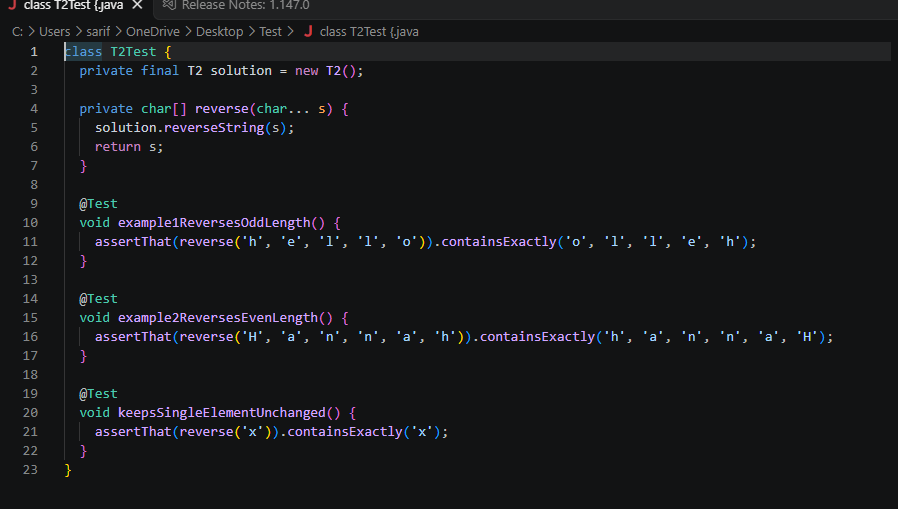 class T2Test {.java
Release Notes: 1.147.0
C: > Users > sarif > OneDrive > Desktop > Test > class T2Test {.java
1 class T2Test {
2 private final T2 solution = new T2();
3
4 private char[] reverse(char... s) {
5 solution.reverseString(s);
6 return s;
7 }
8
9 @Test
10 void example1ReversesOddLength() {
11 assertThat(reverse('h', 'e', 'l', 'l', 'o')).containsExactly('o', 'l', 'l', 'e', 'h');
12 }
13
14 @Test
15 void example2ReversesEvenLength() {
16 assertThat(reverse('H', 'a', 'n', 'n', 'a', 'h')).containsExactly('h', 'a', 'n', 'n', 'a', 'H');
17 }
18
19 @Test
20 void keepsSingleElementUnchanged() {
21 assertThat(reverse('x')).containsExactly('x');
22 }
23 }